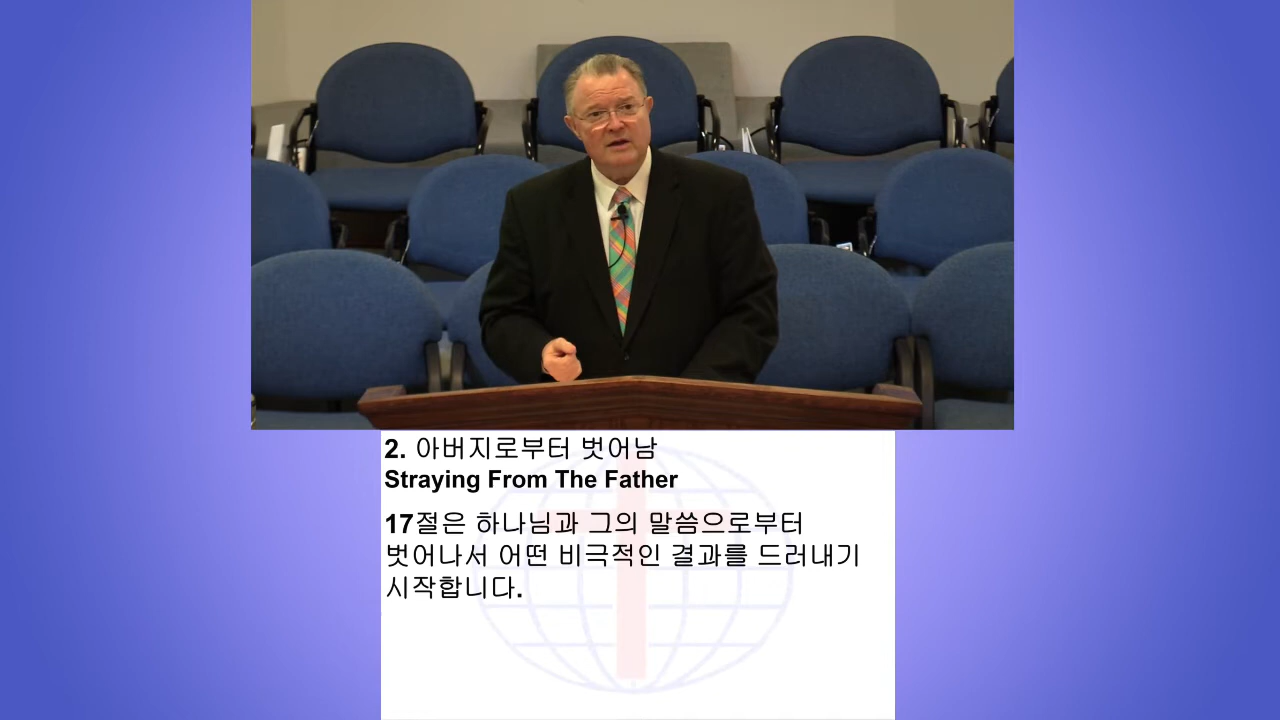 2. 아버지로부터 벗어남
Straying From The Father
17절은 하나님과 그의 말씀으로부터
벗어나서 어떤 비극적인 결과를 드러내기
시작합니다.